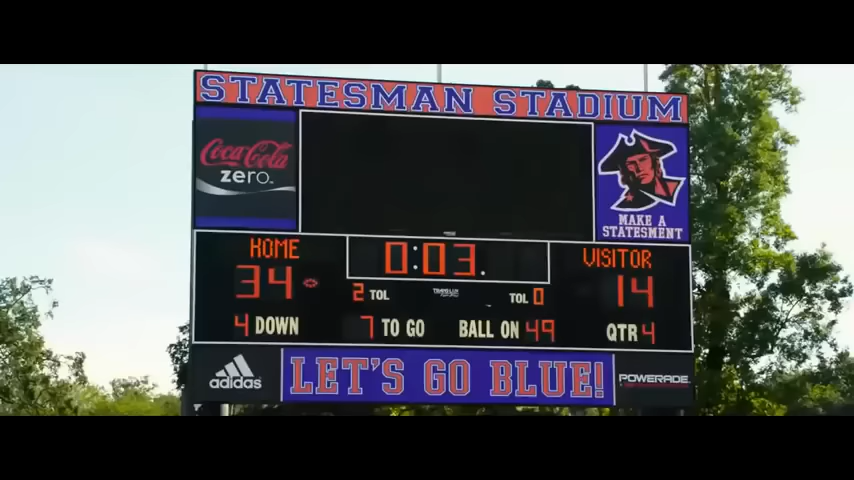 STATESMAN STADIUM
Coca-Cola
zero
MAKE A
STATESMENT
HOME 0:03. VISITOR
34 14
2 TOL TOL 0
4 DOWN 7 TO GO BALL ON 49 QTR 4
adidas LET'S GO BLUE! POWERADE